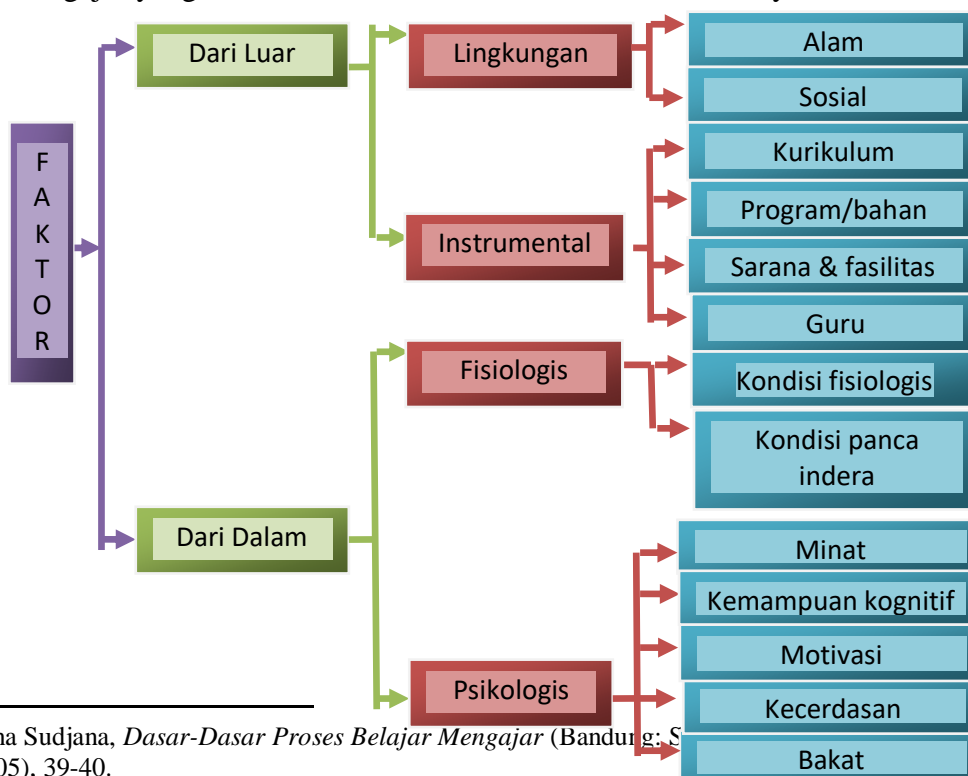 Dari Luar
Lingkungan
Alam
Sosial
FAKTOR
Kurikulum
Program/bahan
Instrumental
Sarana & fasilitas
Guru
Fisiologis
Kondisi fisiologis
Kondisi panca
indera
Dari Dalam
Minat
Kemampuan kognitif
Motivasi
Psikologis
Kecerdasan
Bakat
Sudjana, Dasar-Dasar Proses Belajar Mengajar (Bandung:
05), 39-40.